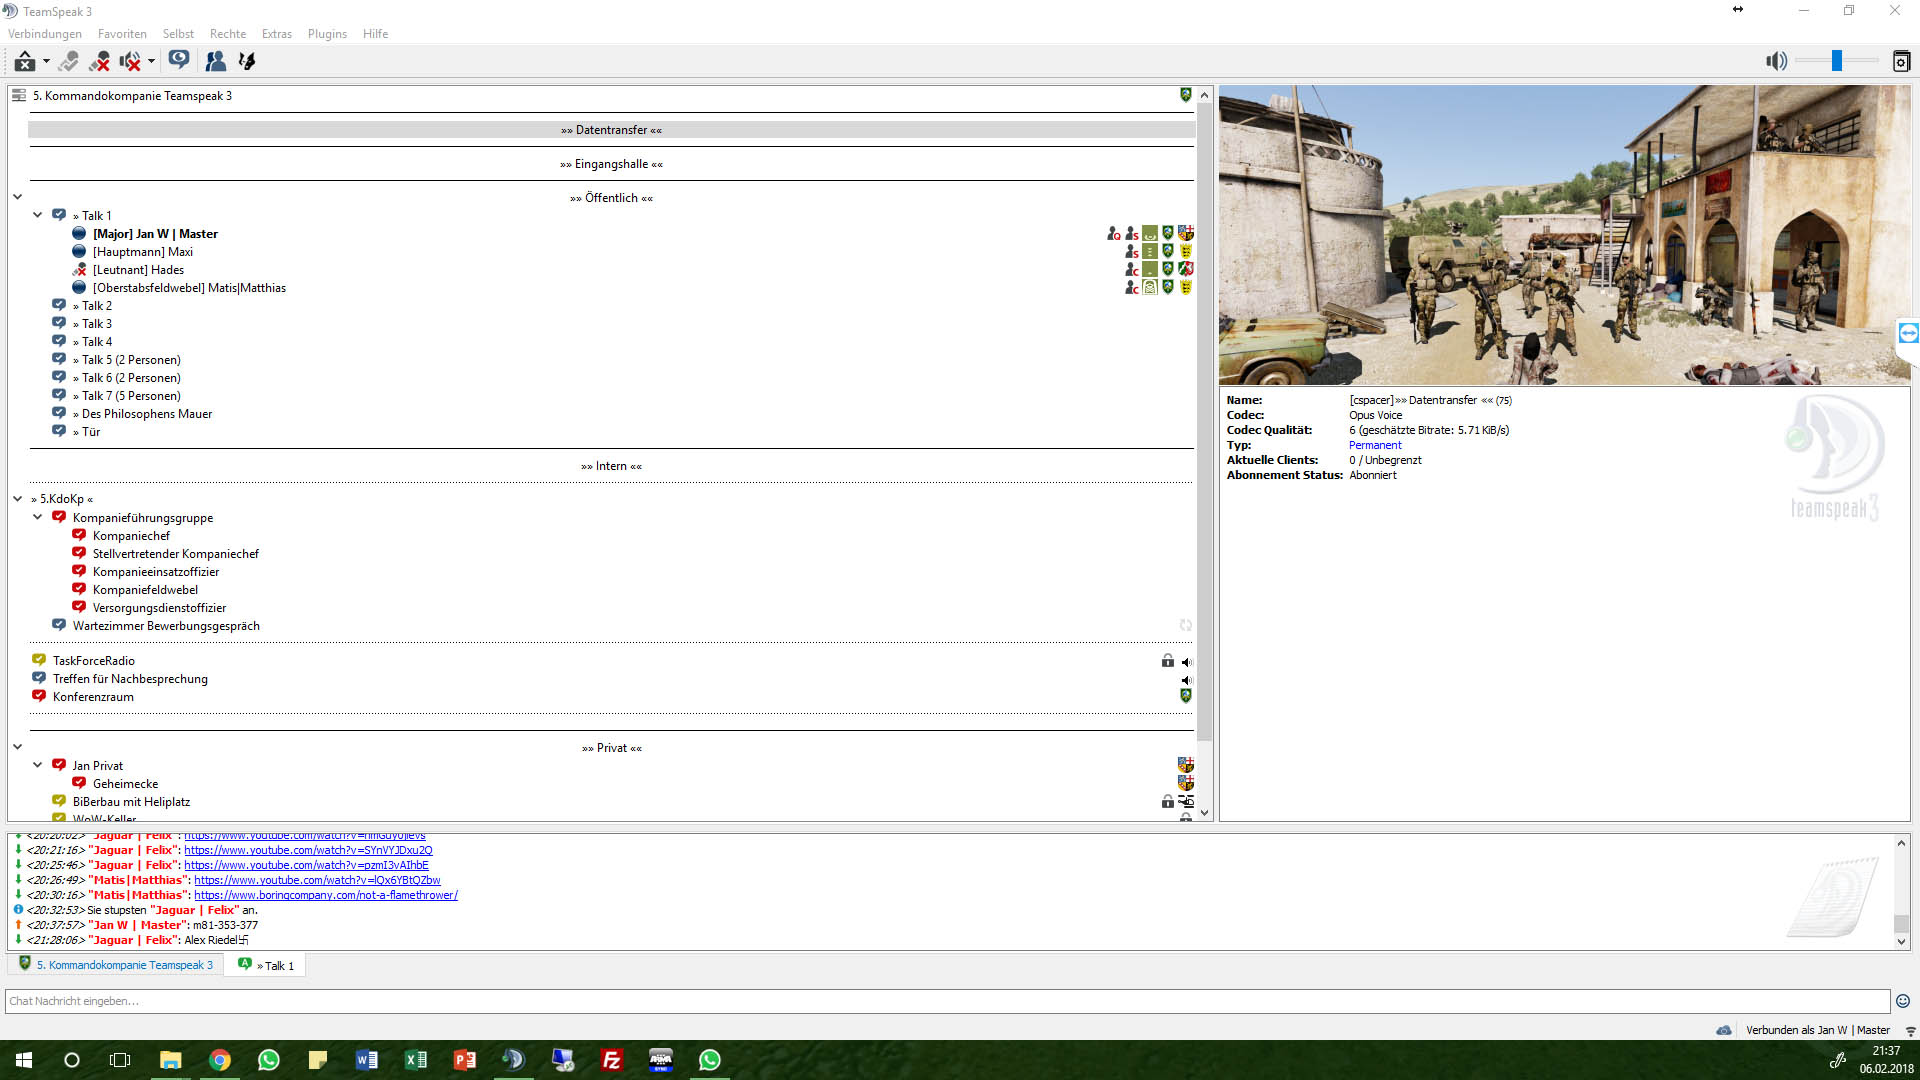 TeamSpeak 3
Verbindungen Favoriten Selbst Rechte Extras Plugins Hilfe
5. Kommandokompanie Teamspeak 3
»» Datentransfer ««
»» Eingangshalle ««
»» Öffentlich ««
» Talk 1
[Major] Jan W | Master
[Hauptmann] Maxi
[Leutnant] Hades
[Oberstabsfeldwebel] Matis|Matthias
» Talk 2
» Talk 3
» Talk 4
» Talk 5 (2 Personen)
» Talk 6 (2 Personen)
» Talk 7 (5 Personen)
» Des Philosophens Mauer
» Tür
»» Intern ««
» 5.KdoKp «
Kompanieführungsgruppe
Kompaniechef
Stellvertretender Kompaniechef
Kompanieeinsatzoffizier
Kompaniefeldwebel
Versorgungsdienstoffizier
Wartezimmer Bewerbungsgespräch
TaskForceRadio
Treffen für Nachbesprechung
Konferenzraum
»» Privat ««
Jan Privat
Geheimecke
BiBerbau mit Heliplatz
WoW-Keller
Name: [cspacer]»» Datentransfer «« (75)
Codec: Opus Voice
Codec Qualität: 6 (geschätzte Bitrate: 5.71 KiB/s)
Typ: Permanent
Aktuelle Clients: 0 / Unbegrenzt
Abonnement Status: Abonniert
teamspeak 3
<20:20:02> "Jaguar | Felix":
<20:21:16> "Jaguar | Felix": https://www.youtube.com/watch?v=SYnVYJDxu2Q
<20:25:46> "Jaguar | Felix": https://www.youtube.com/watch?v=pzmI3vAIhbE
<20:26:49> "Matis|Matthias": https://www.youtube.com/watch?v=lQx6YBtQZbw
<20:30:16> "Matis|Matthias": https://www.boringcompany.com/not-a-flamethrower/
<20:32:53> Sie stupsten "Jaguar | Felix" an.
<20:37:57> "Jan W | Master": m81-353-377
<21:28:06> "Jaguar | Felix": Alex Riedel卐
5. Kommandokompanie Teamspeak 3
» Talk 1
Chat Nachricht eingeben...
Verbunden als Jan W | Master
21:37
06.02.2018